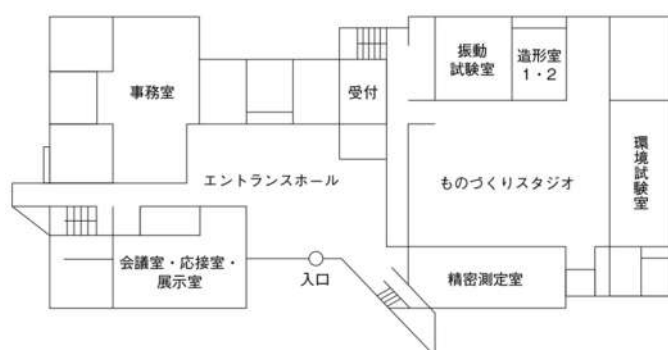 事務室
受付
振動
試験室
造形室
1・2
環境試験室
エントランスホール
ものづくりスタジオ
会議室・応接室・
展示室
入口
精密測定室